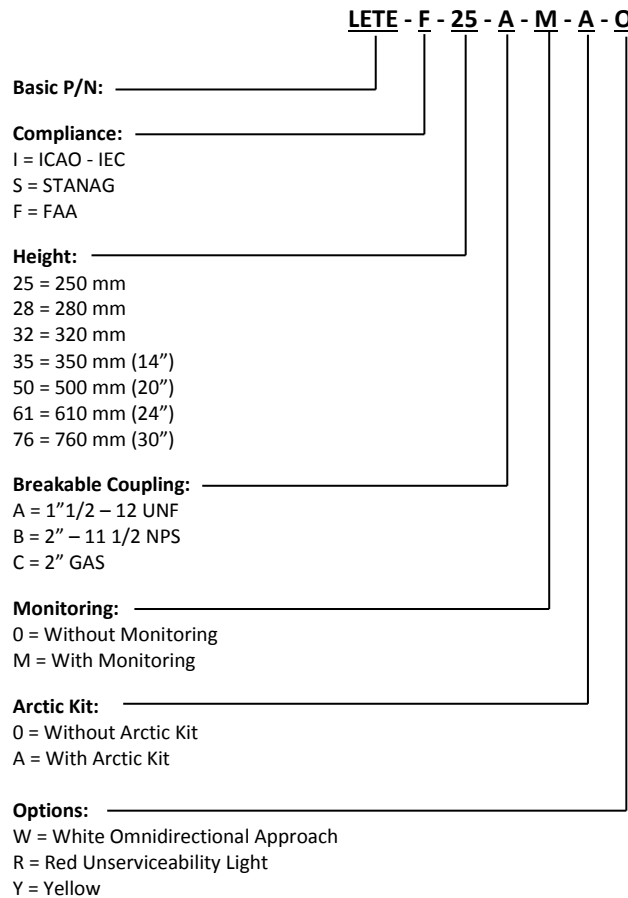 LETE - F - 25 - A - M - A - O
Basic P/N:
Compliance:
I = ICAO - IEC
S = STANAG
F = FAA
Height:
25 = 250 mm
28 = 280 mm
32 = 320 mm
35 = 350 mm (14”)
50 = 500 mm (20”)
61 = 610 mm (24”)
76 = 760 mm (30”)
Breakable Coupling:
A = 1”1/2 – 12 UNF
B = 2” – 11 1/2 NPS
C = 2” GAS
Monitoring:
0 = Without Monitoring
M = With Monitoring
Arctic Kit:
0 = Without Arctic Kit
A = With Arctic Kit
Options:
W = White Omnidirectional Approach
R = Red Unserviceability Light
Y = Yellow